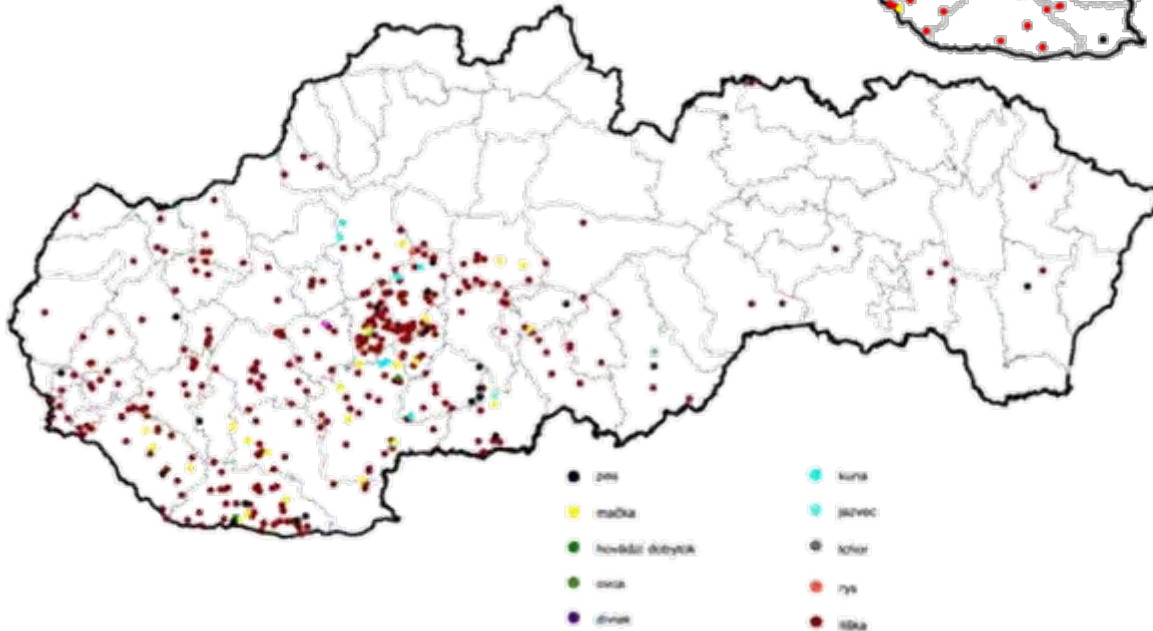 pes
mačka
hovädzí dobytok
ovca
diviak
kuna
jazvec
tchor
rys
líška